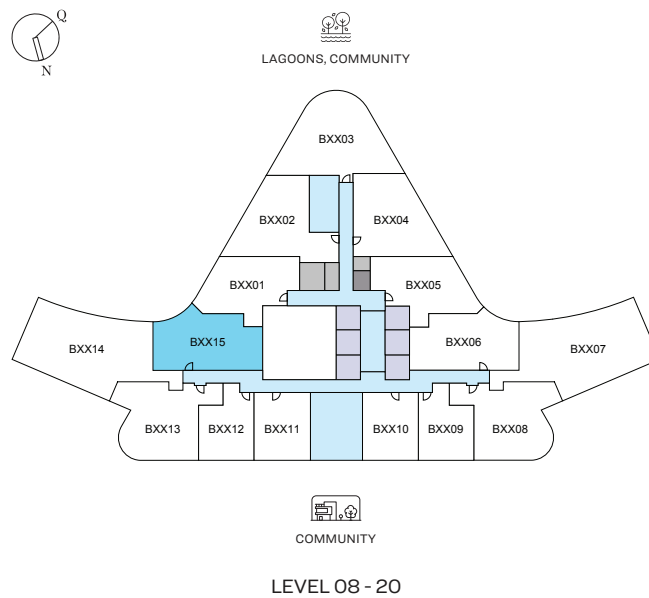 Q
N
LAGOONS, COMMUNITY
BXX03
BXX02
BXX04
BXX01
BXX05
BXX15
BXX06
BXX14
BXX07
BXX13
BXX12
BXX11
BXX10
BXX09
BXX08
COMMUNITY
LEVEL 08 - 20